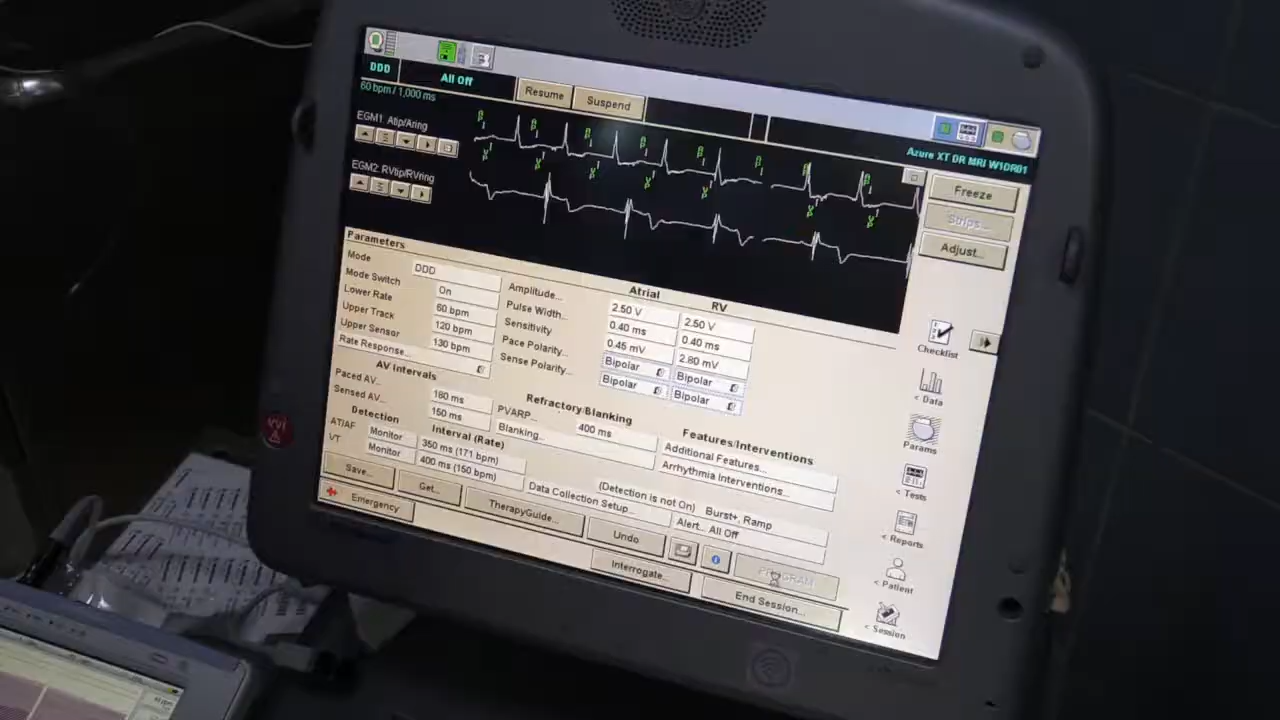 DDD
All Off
60 bpm / 1,000 ms
Resume
Suspend
EGM1: Atip/Aring
EGM2: RVtip/RVring
Azure XT DR MRI W1DR01
Freeze
Strips...
Adjust...
Parameters
Mode DDD
Mode Switch On
Lower Rate 60 bpm
Upper Track 120 bpm
Upper Sensor 130 bpm
Rate Response...
Atrial RV
Amplitude... 2.50 V 2.50 V
Pulse Width... 0.40 ms 0.40 ms
Sensitivity 0.45 mV 2.80 mV
Pace Polarity... Bipolar Bipolar
Sense Polarity... Bipolar Bipolar
AV Intervals
Paced AV... 180 ms
Sensed AV... 150 ms
Refractory/Blanking
PVARP... 400 ms
Blanking...
Detection Interval (Rate)
AT/AF Monitor 350 ms (171 bpm)
VT Monitor 400 ms (150 bpm)
Features/Interventions
Additional Features...
Arrhythmia Interventions...
(Detection is not On) Burst+, Ramp
Data Collection Setup...
Alert... All Off
Save...
Get...
TherapyGuide...
Undo
PROGRAM
Emergency
Interrogate...
End Session...
Checklist
< Data
Params
< Tests
< Reports
< Patient
< Session
VVI